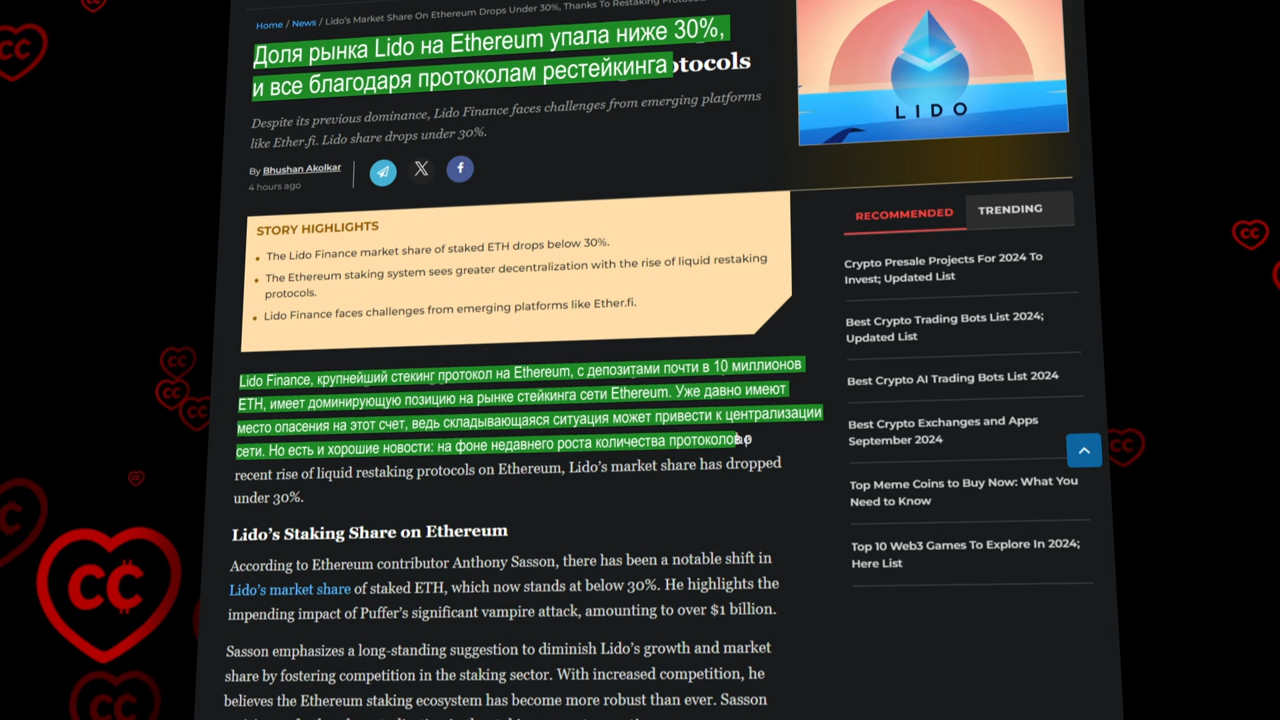 Home / News / Lido's Market Share On Ethereum Drops Under 30%, Thanks To Restaking
Доля рынка Lido на Ethereum упала ниже 30%,
и все благодаря протоколам рестейкинга otocols
Despite its previous dominance, Lido Finance faces challenges from emerging platforms
like Ether.fi. Lido share drops under 30%.
By Bhushan Akolkar
4 hours ago
STORY HIGHLIGHTS
• The Lido Finance market share of staked ETH drops below 30%.
• The Ethereum staking system sees greater decentralization with the rise of liquid restaking
protocols.
• Lido Finance faces challenges from emerging platforms like Ether.fi.
Lido Finance, крупнейший стекинг протокол на Ethereum, с депозитами почти в 10 миллионов
ETH, имеет доминирующую позицию на рынке стейкинга сети Ethereum. Уже давно имеют
место опасения на этот счет, ведь складывающаяся ситуация может привести к централизации
сети. Но есть и хорошие новости: на фоне недавнего роста количества протоколов
recent rise of liquid restaking protocols on Ethereum, Lido's market share has dropped
under 30%.
Lido's Staking Share on Ethereum
According to Ethereum contributor Anthony Sasson, there has been a notable shift in
Lido's market share of staked ETH, which now stands at below 30%. He highlights the
impending impact of Puffer's significant vampire attack, amounting to over $1 billion.
Sasson emphasizes a long-standing suggestion to diminish Lido's growth and market
share by fostering competition in the staking sector. With increased competition, he
believes the Ethereum staking ecosystem has become more robust than ever. Sasson
LIDO
RECOMMENDED
TRENDING
Crypto Presale Projects For 2024 To
Invest; Updated List
Best Crypto Trading Bots List 2024;
Updated List
Best Crypto AI Trading Bots List 2024
Best Crypto Exchanges and Apps
September 2024
Top Meme Coins to Buy Now: What You
Need to Know
Top 10 Web3 Games To Explore In 2024;
Here List